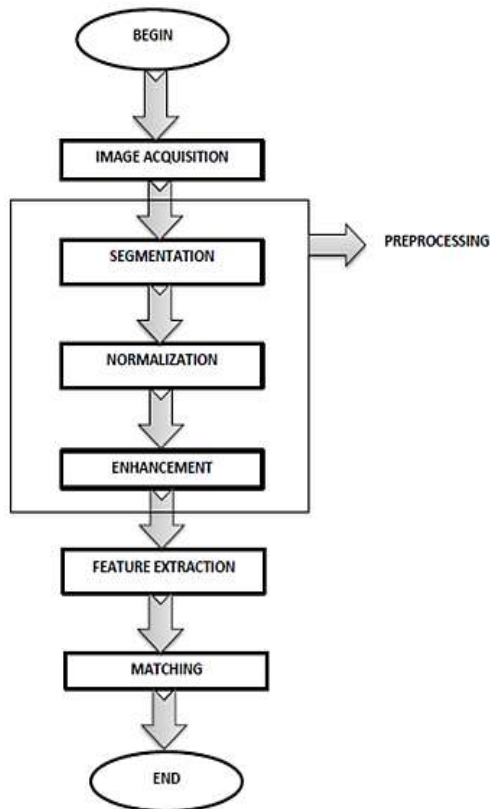 BEGIN
IMAGE ACQUISITION
SEGMENTATION
PREPROCESSING
NORMALIZATION
ENHANCEMENT
FEATURE EXTRACTION
MATCHING
END